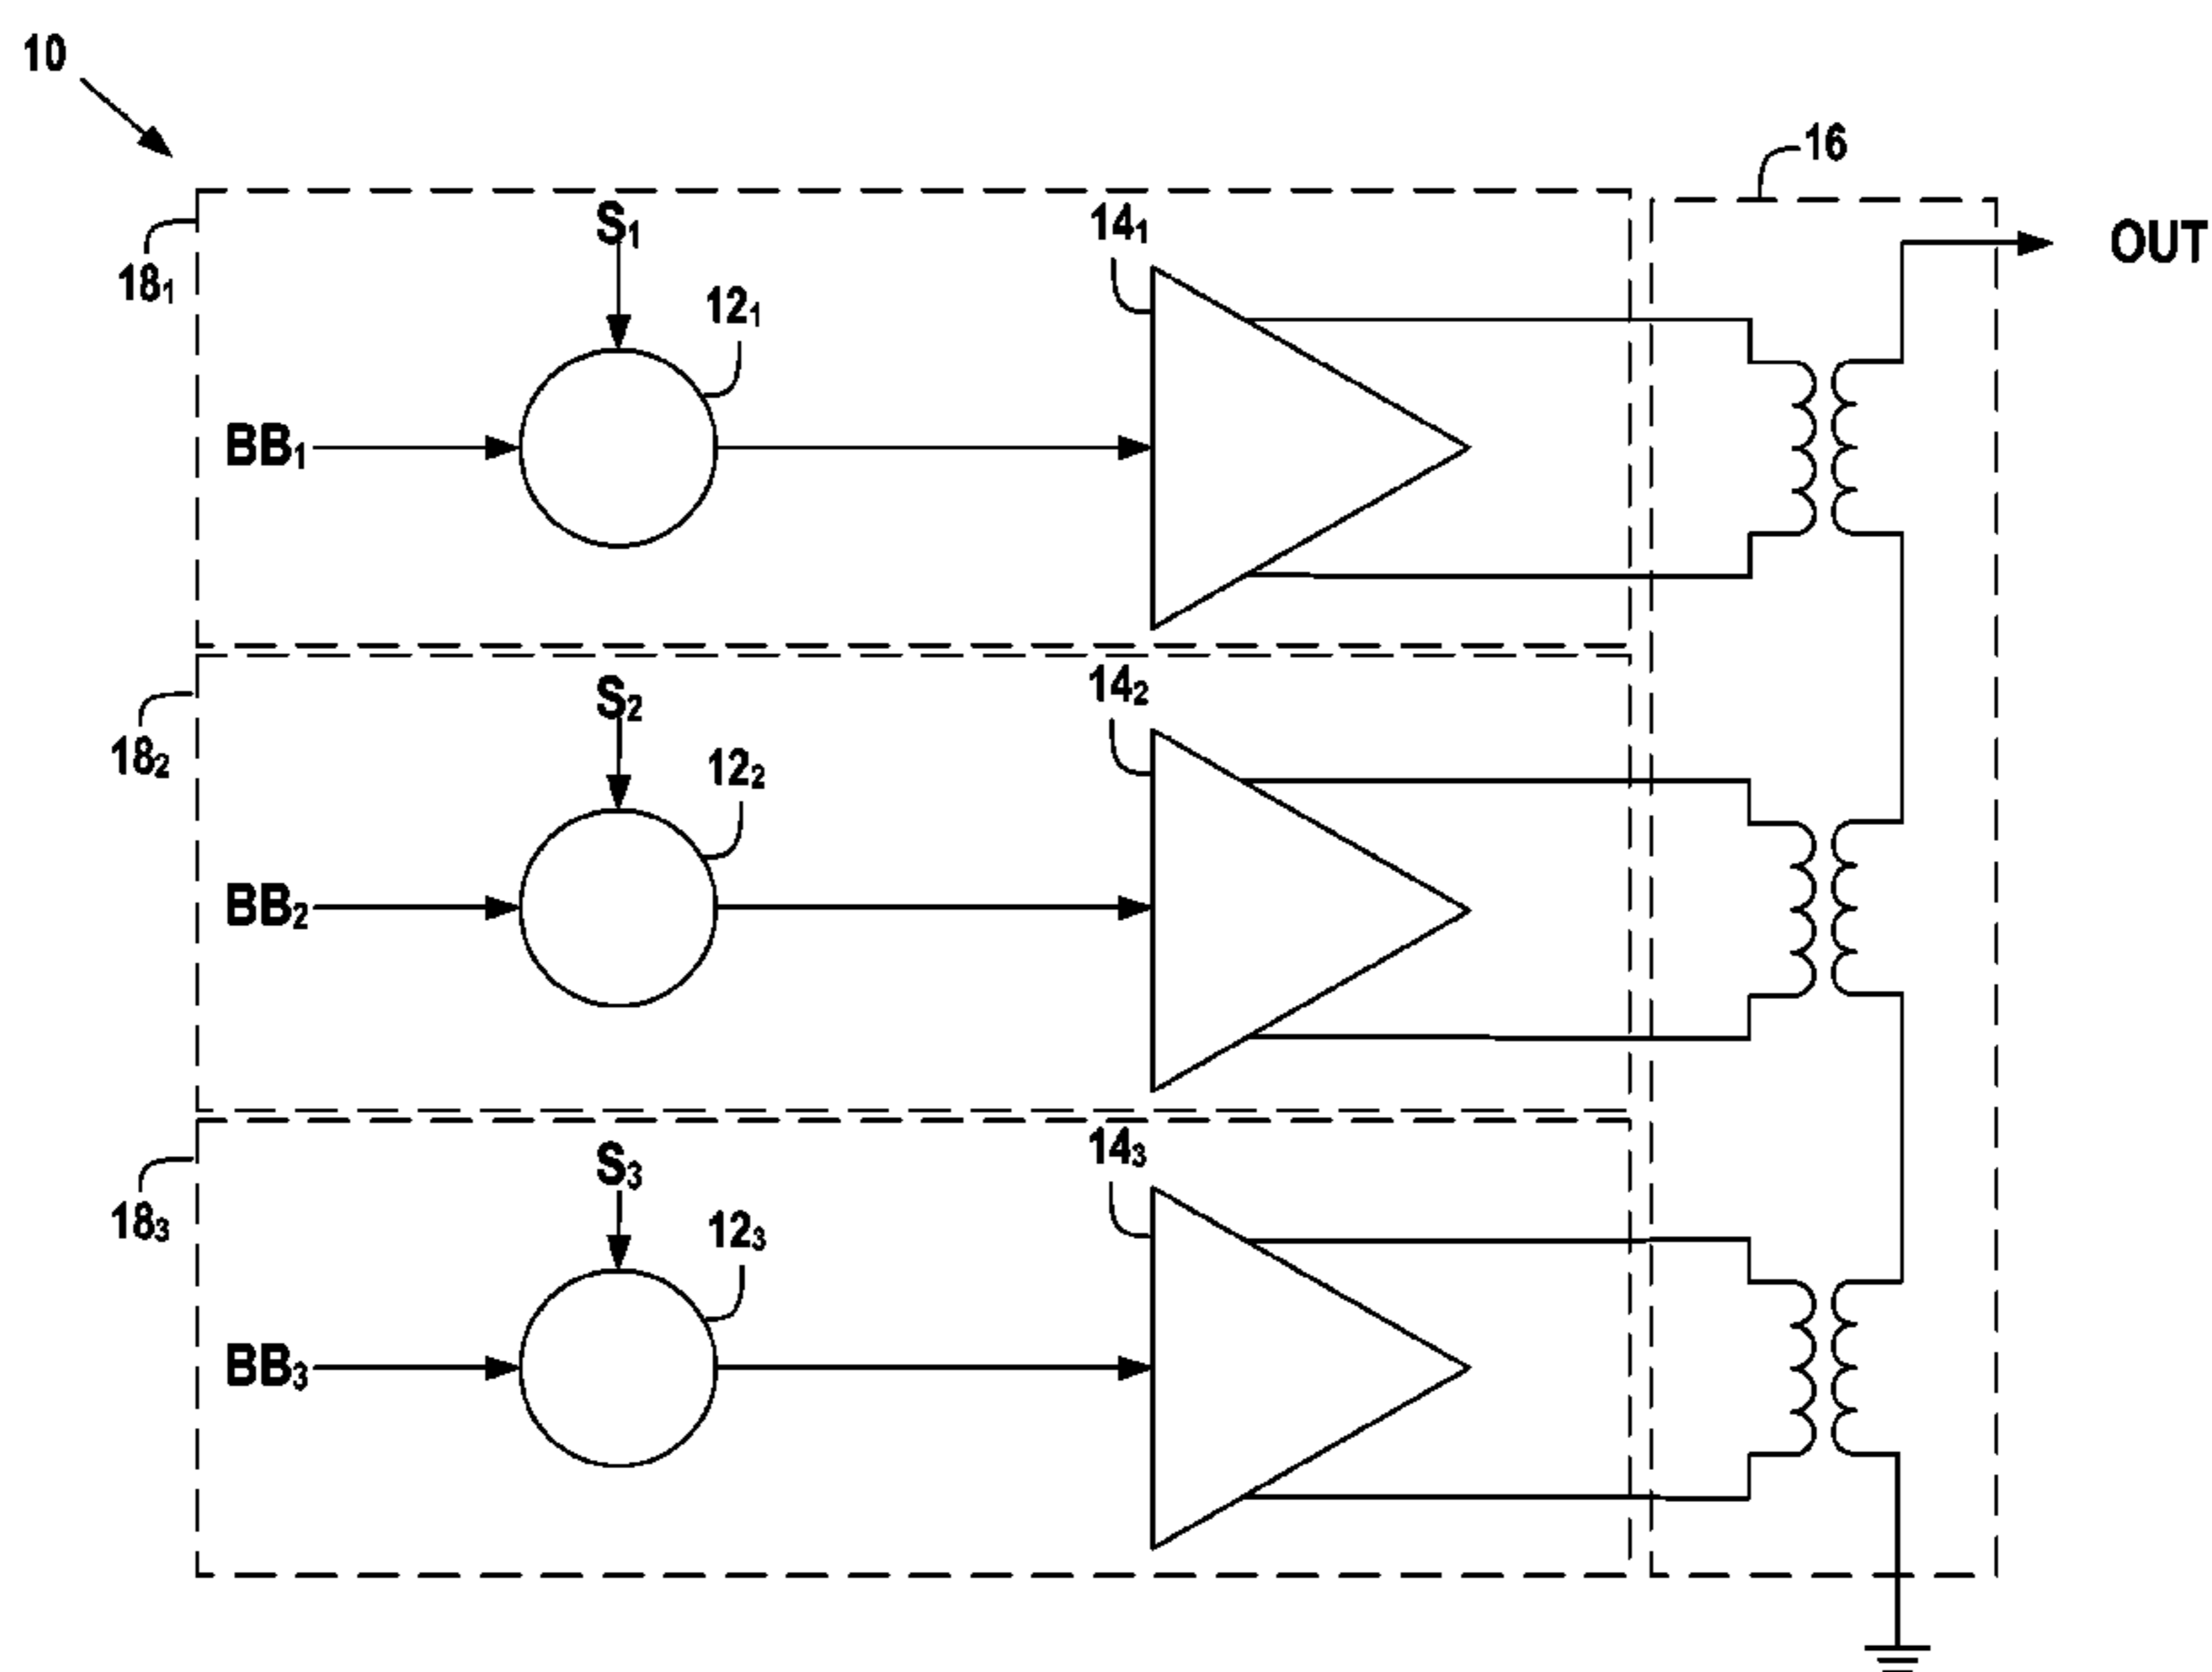 10
16
S₁
14₁
OUT
18₁
12₁
BB₁
S₂
14₂
18₂
12₂
BB₂
S₃
14₃
18₃
12₃
BB₃